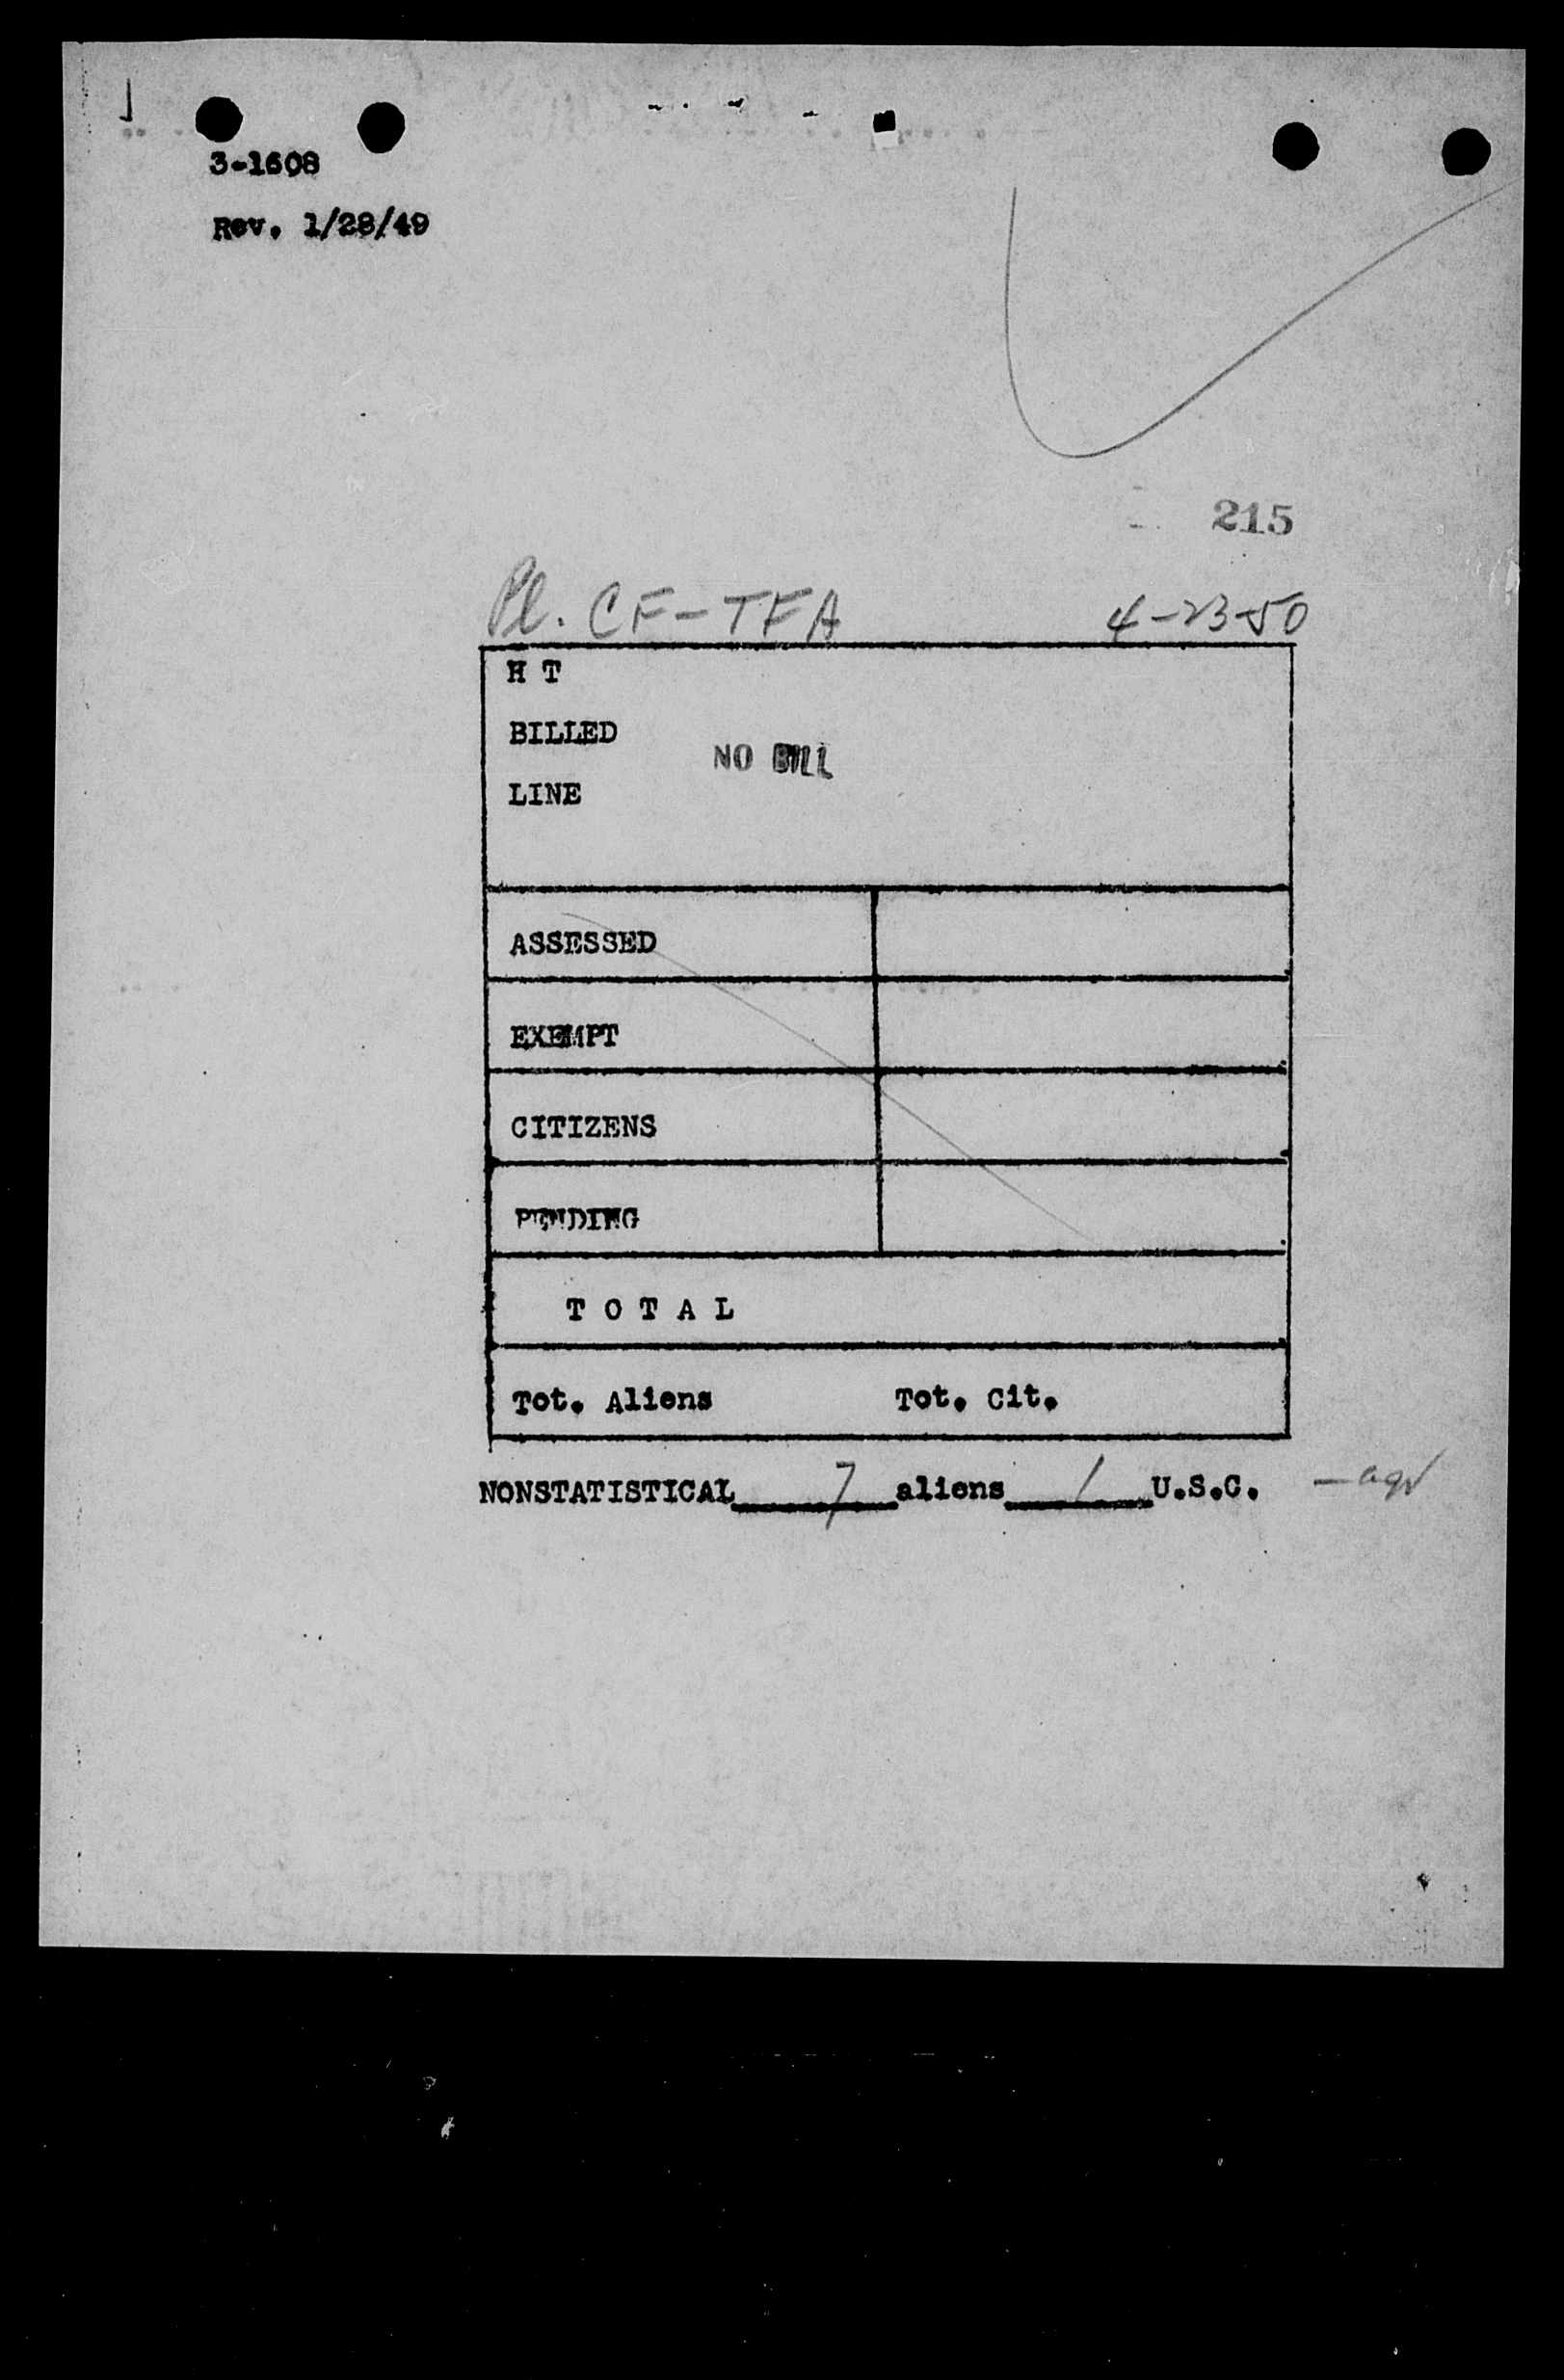 3-1608
Rev. 1/28/49
215
Pl. CF-TFA 4-23-50
H T
BILLED
NO BILL
LINE
ASSESSED
EXEMPT
CITIZENS
PENDING
T O T A L
Tot. Aliens Tot. Cit.
NONSTATISTICAL 7 aliens 1 U.S.C.